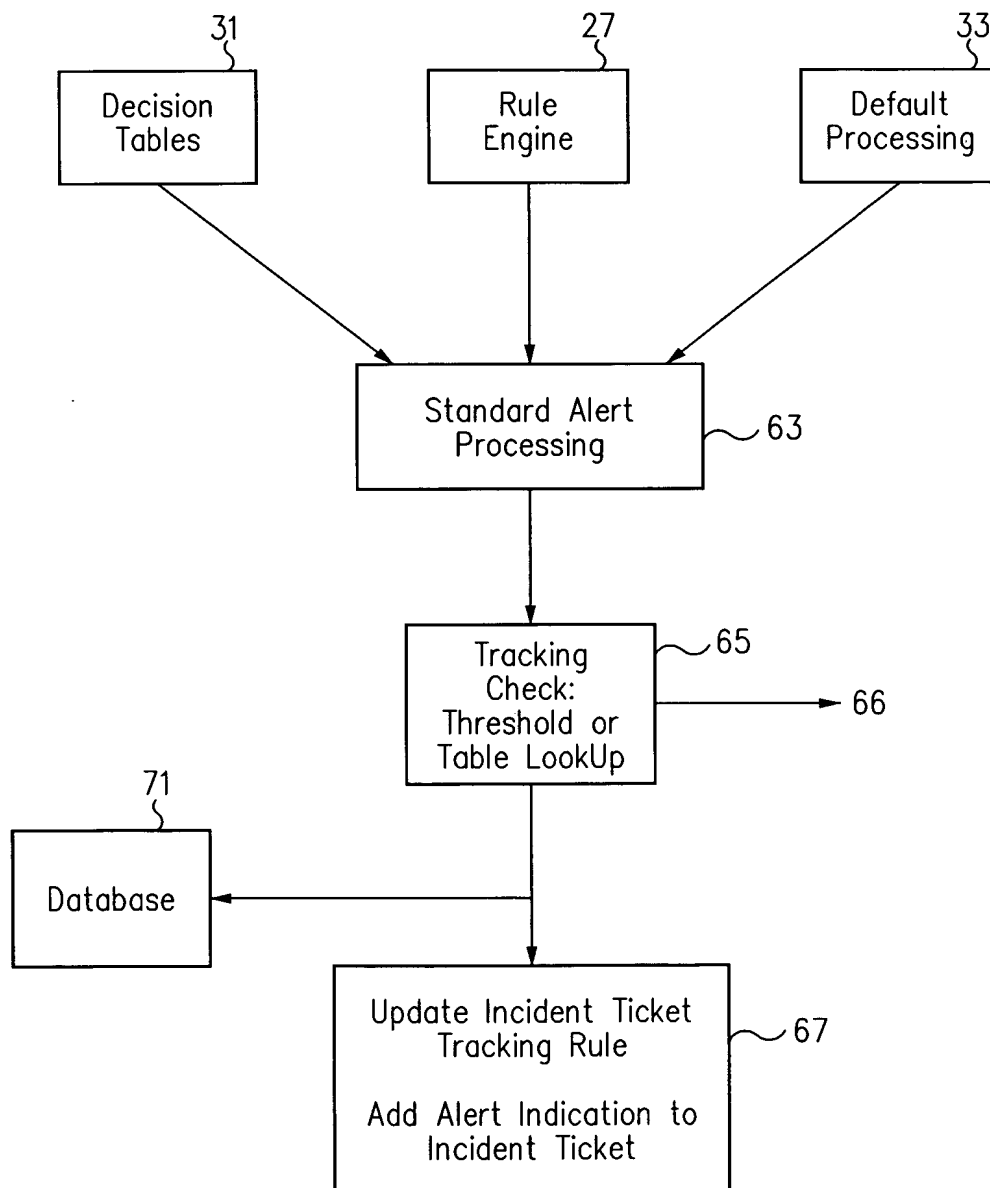 31
27
33
Decision
Tables
Rule
Engine
Default
Processing
Standard Alert
Processing
63
Tracking
Check:
Threshold or
Table LookUp
65
66
71
Database
Update Incident Ticket
Tracking Rule
Add Alert Indication to
Incident Ticket
67